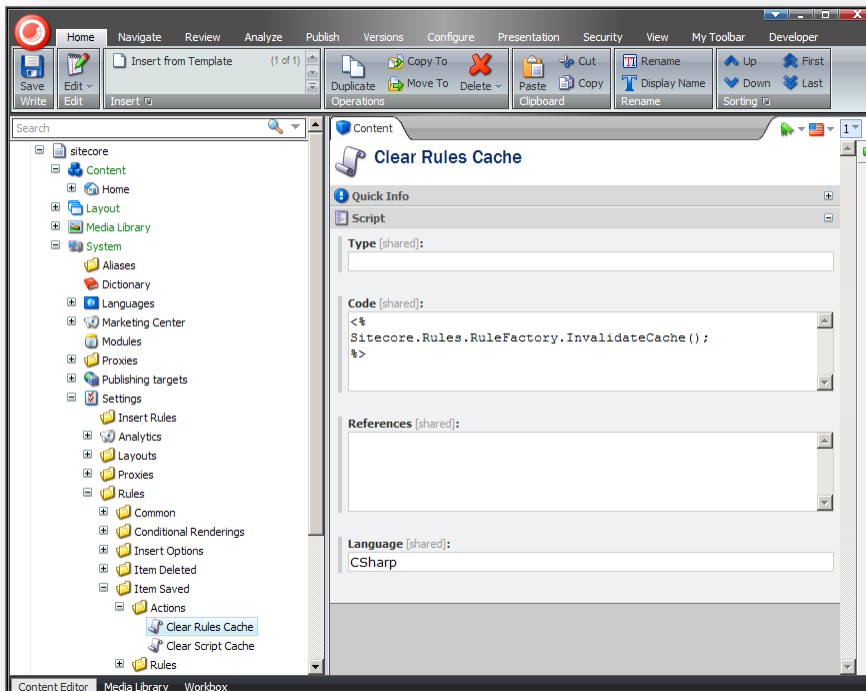 Home Navigate Review Analyze Publish Versions Configure Presentation Security View My Toolbar Developer
Save
Write
Edit
Edit
Insert from Template (1 of 1)
Insert
Duplicate
Copy To
Move To
Delete
Operations
Paste
Cut
Copy
Clipboard
Rename
Display Name
Rename
Up First
Down Last
Sorting
Search
sitecore
Content
Home
Layout
Media Library
System
Aliases
Dictionary
Languages
Marketing Center
Modules
Proxies
Publishing targets
Settings
Insert Rules
Analytics
Layouts
Proxies
Rules
Common
Conditional Renderings
Insert Options
Item Deleted
Item Saved
Actions
Clear Rules Cache
Clear Script Cache
Rules
Content
1
Clear Rules Cache
Quick Info
Script
Type [shared]:
Code [shared]:
<%
Sitecore.Rules.RuleFactory.InvalidateCache();
%>
References [shared]:
Language [shared]:
CSharp
Content Editor Media Library Workbox